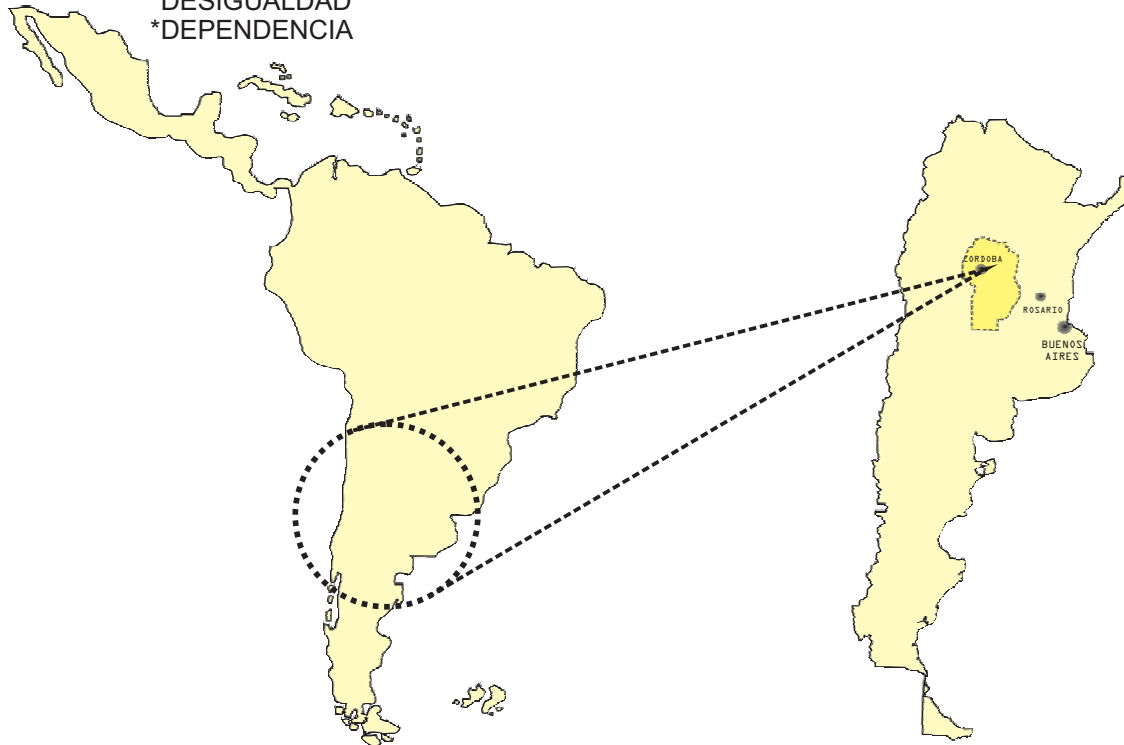 DESIGUALDAD
*DEPENDENCIA
CORDOBA
ROSARIO
BUENOS
AIRES